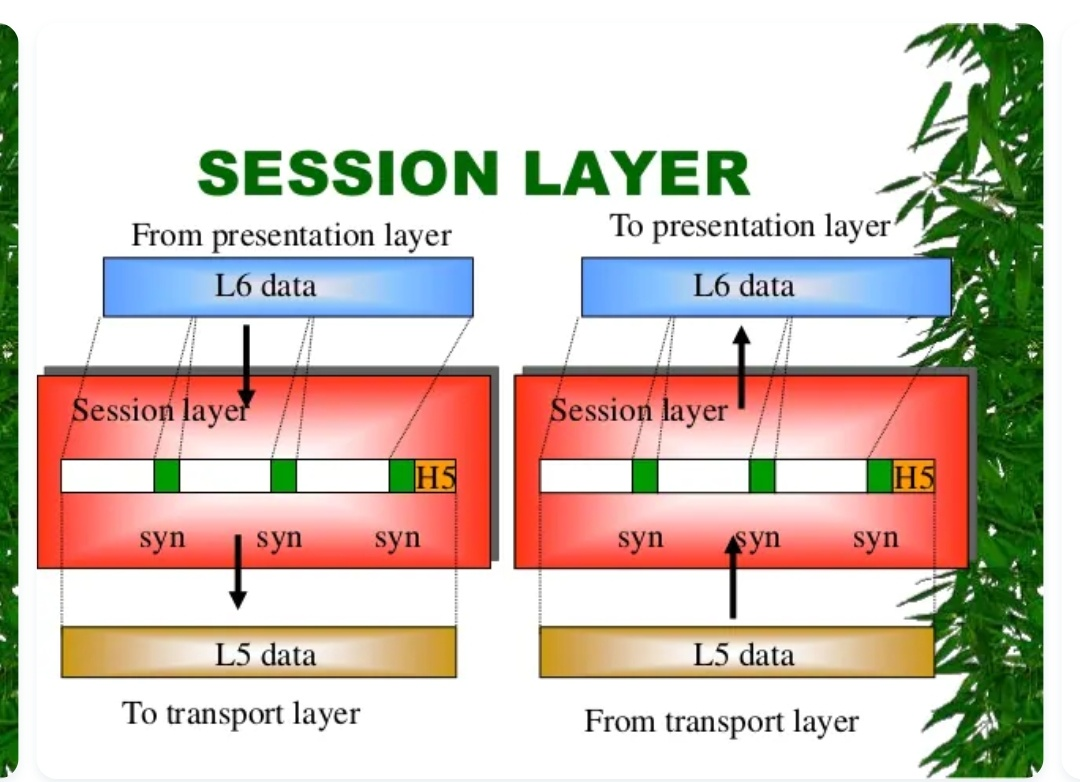 SESSION LAYER
From presentation layer
L6 data
Session layer
H5
syn syn syn
L5 data
To transport layer
To presentation layer
L6 data
Session layer
H5
syn syn syn
L5 data
From transport layer